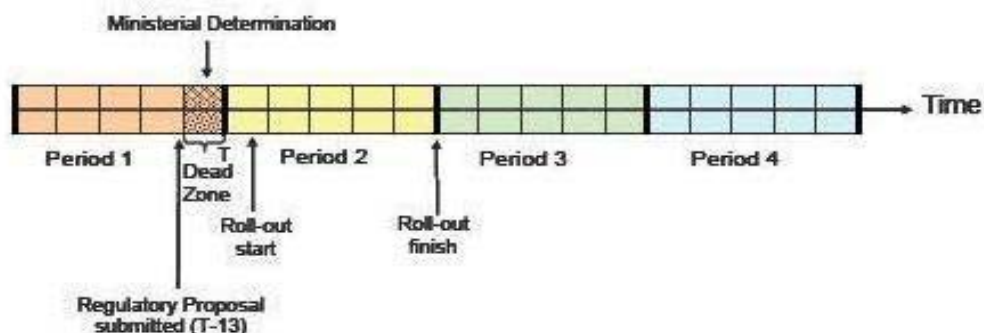 Ministerial Determination
Time
Period 1
T
Period 2
Period 3
Period 4
Dead
Zone
Roll-out
start
Roll-out
finish
Regulatory Proposal
submitted (T-13)